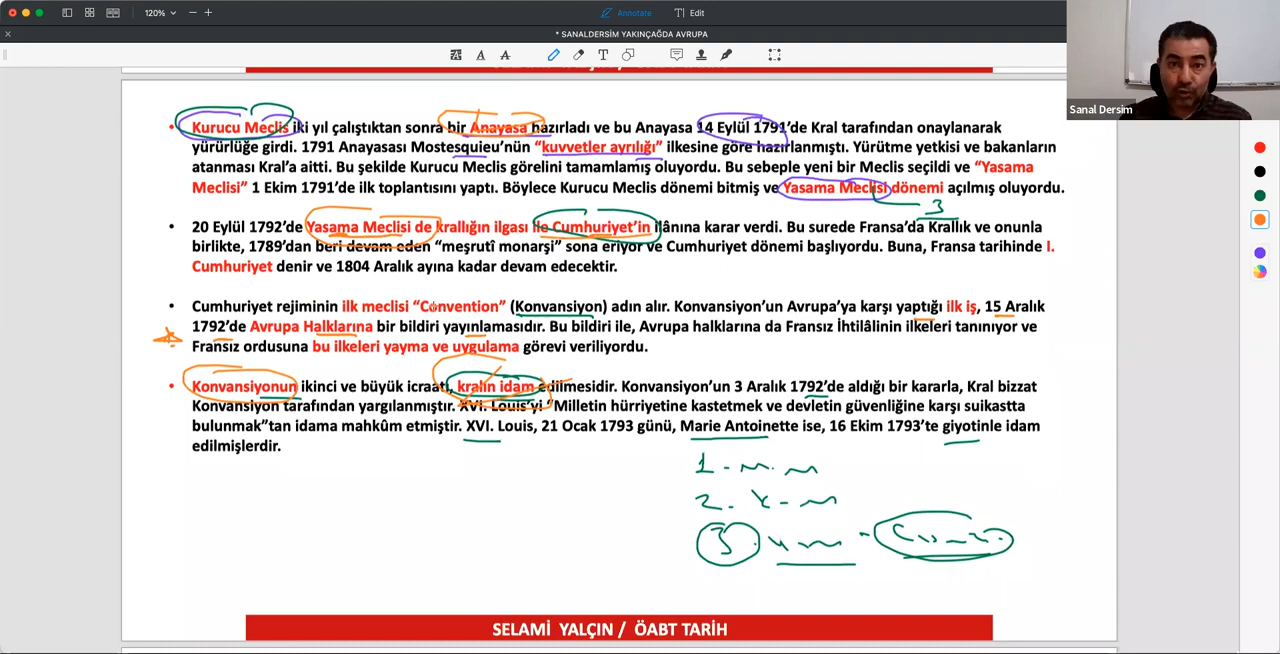 120%
Annotate
Edit
* SANALDERSİM YAKINÇAĞDA AVRUPA
Sanal Dersim
• Kurucu Meclis iki yıl çalıştıktan sonra bir Anayasa hazırladı ve bu Anayasa 14 Eylül 1791'de Kral tarafından onaylanarak
yürürlüğe girdi. 1791 Anayasası Mostesquieu'nün "kuvvetler ayrılığı" ilkesine göre hazırlanmıştı. Yürütme yetkisi ve bakanların
atanması Kral'a aitti. Bu şekilde Kurucu Meclis görelini tamamlamış oluyordu. Bu sebeple yeni bir Meclis seçildi ve "Yasama
Meclisi" 1 Ekim 1791'de ilk toplantısını yaptı. Böylece Kurucu Meclis dönemi bitmiş ve Yasama Meclisi dönemi açılmış oluyordu.
3
• 20 Eylül 1792'de Yasama Meclisi de krallığın ilgası ile Cumhuriyet'in ilânına karar verdi. Bu surede Fransa'da Krallık ve onunla
birlikte, 1789'dan beri devam eden "meşrutî monarşi" sona eriyor ve Cumhuriyet dönemi başlıyordu. Buna, Fransa tarihinde I.
Cumhuriyet denir ve 1804 Aralık ayına kadar devam edecektir.
• Cumhuriyet rejiminin ilk meclisi "Convention" (Konvansiyon) adın alır. Konvansiyon'un Avrupa'ya karşı yaptığı ilk iş, 15 Aralık
1792'de Avrupa Halklarına bir bildiri yayınlamasıdır. Bu bildiri ile, Avrupa halklarına da Fransız İhtilâlinin ilkeleri tanınıyor ve
Fransız ordusuna bu ilkeleri yayma ve uygulama görevi veriliyordu.
• Konvansiyonun ikinci ve büyük icraatı, kralın idam edilmesidir. Konvansiyon'un 3 Aralık 1792'de aldığı bir kararla, Kral bizzat
Konvansiyon tarafından yargılanmıştır. XVI. Louis'yi "Milletin hürriyetine kastetmek ve devletin güvenliğine karşı suikastta
bulunmak"tan idama mahkûm etmiştir. XVI. Louis, 21 Ocak 1793 günü, Marie Antoinette ise, 16 Ekim 1793'te giyotinle idam
edilmişlerdir.
1-
2-
3
SELAMİ YALÇIN / ÖABT TARİH